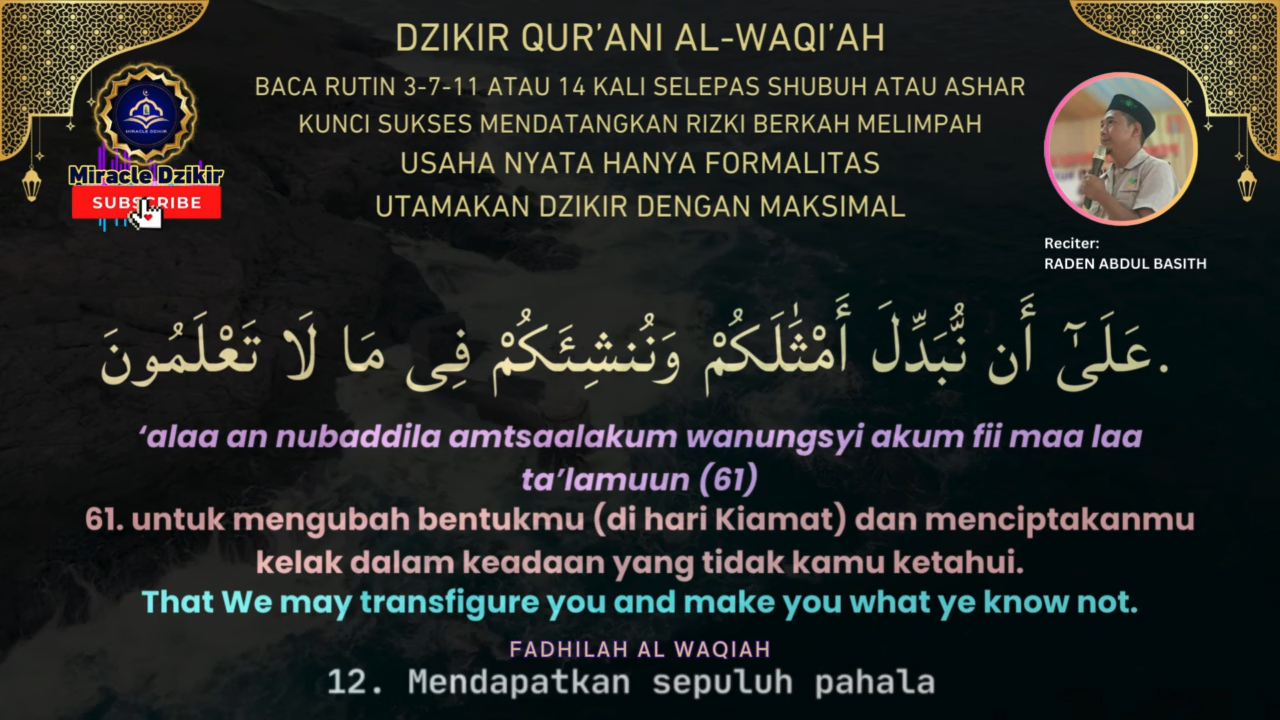 DZIKIR QUR'ANI AL-WAQI'AH
BACA RUTIN 3-7-11 ATAU 14 KALI SELEPAS SHUBUH ATAU ASHAR
KUNCI SUKSES MENDATANGKAN RIZKI BERKAH MELIMPAH
USAHA NYATA HANYA FORMALITAS
UTAMAKAN DZIKIR DENGAN MAKSIMAL
MIRACLE DZIKIR
Miracle Dzikir
SUBSCRIBE
Reciter:
RADEN ABDUL BASITH
عَلَىٰٓ أَن نُّبَدِّلَ أَمْثَٰلَكُمْ وَنُنشِئَكُمْ فِى مَا لَا تَعْلَمُونَ.
‘alaa an nubaddila amtsaalakum wanungsyi akum fii maa laa
ta’lamuun (61)
61. untuk mengubah bentukmu (di hari Kiamat) dan menciptakanmu
kelak dalam keadaan yang tidak kamu ketahui.
That We may transfigure you and make you what ye know not.
FADHILAH AL WAQIAH
12. Mendapatkan sepuluh pahala